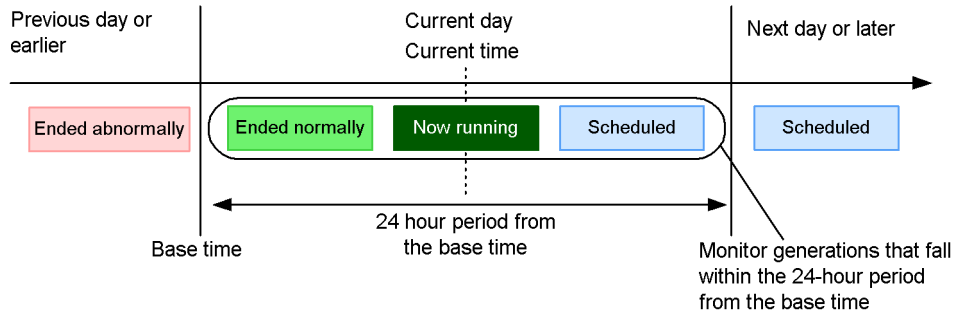 Previous day or
earlier
Current day
Current time
Next day or later
Ended abnormally
Ended normally
Now running
Scheduled
Scheduled
24 hour period from
the base time
Base time
Monitor generations that fall
within the 24-hour period
from the base time